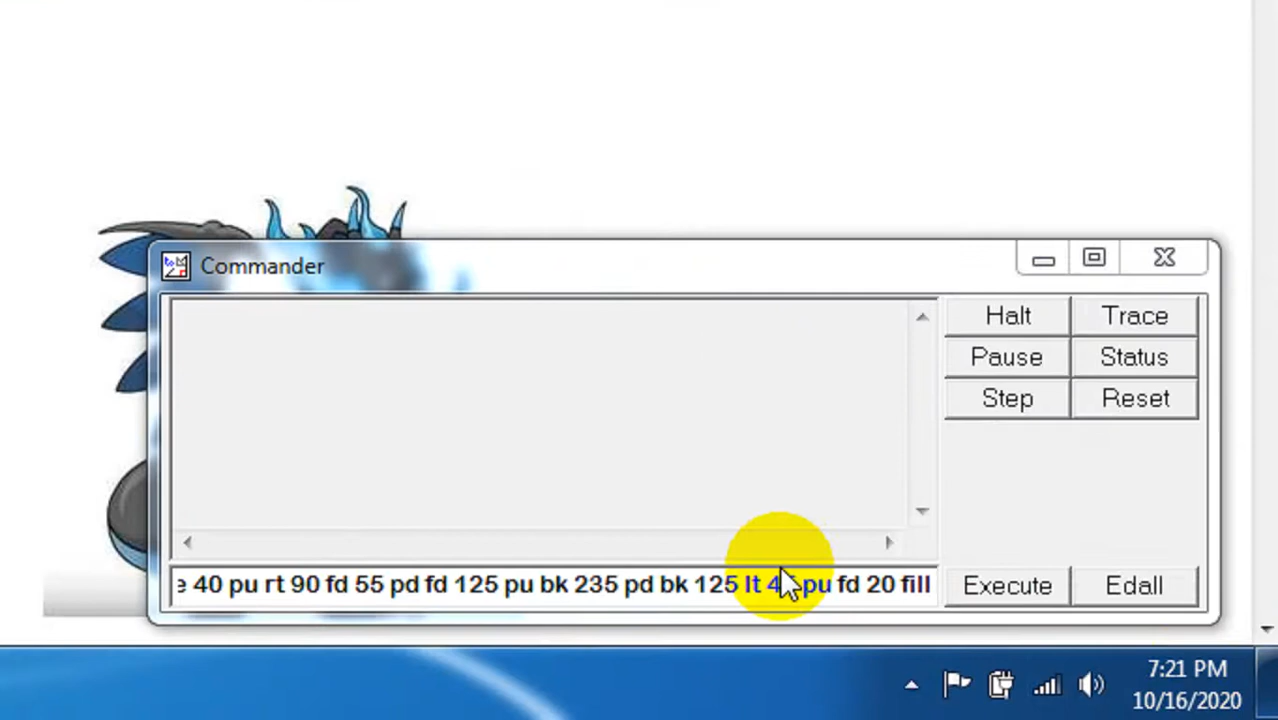 Commander
Halt
Trace
Pause
Status
Step
Reset
40 pu rt 90 fd 55 pd fd 125 pu bk 235 pd bk 125 lt pu fd 20 fill
Execute
Edall
7:21 PM
10/16/2020